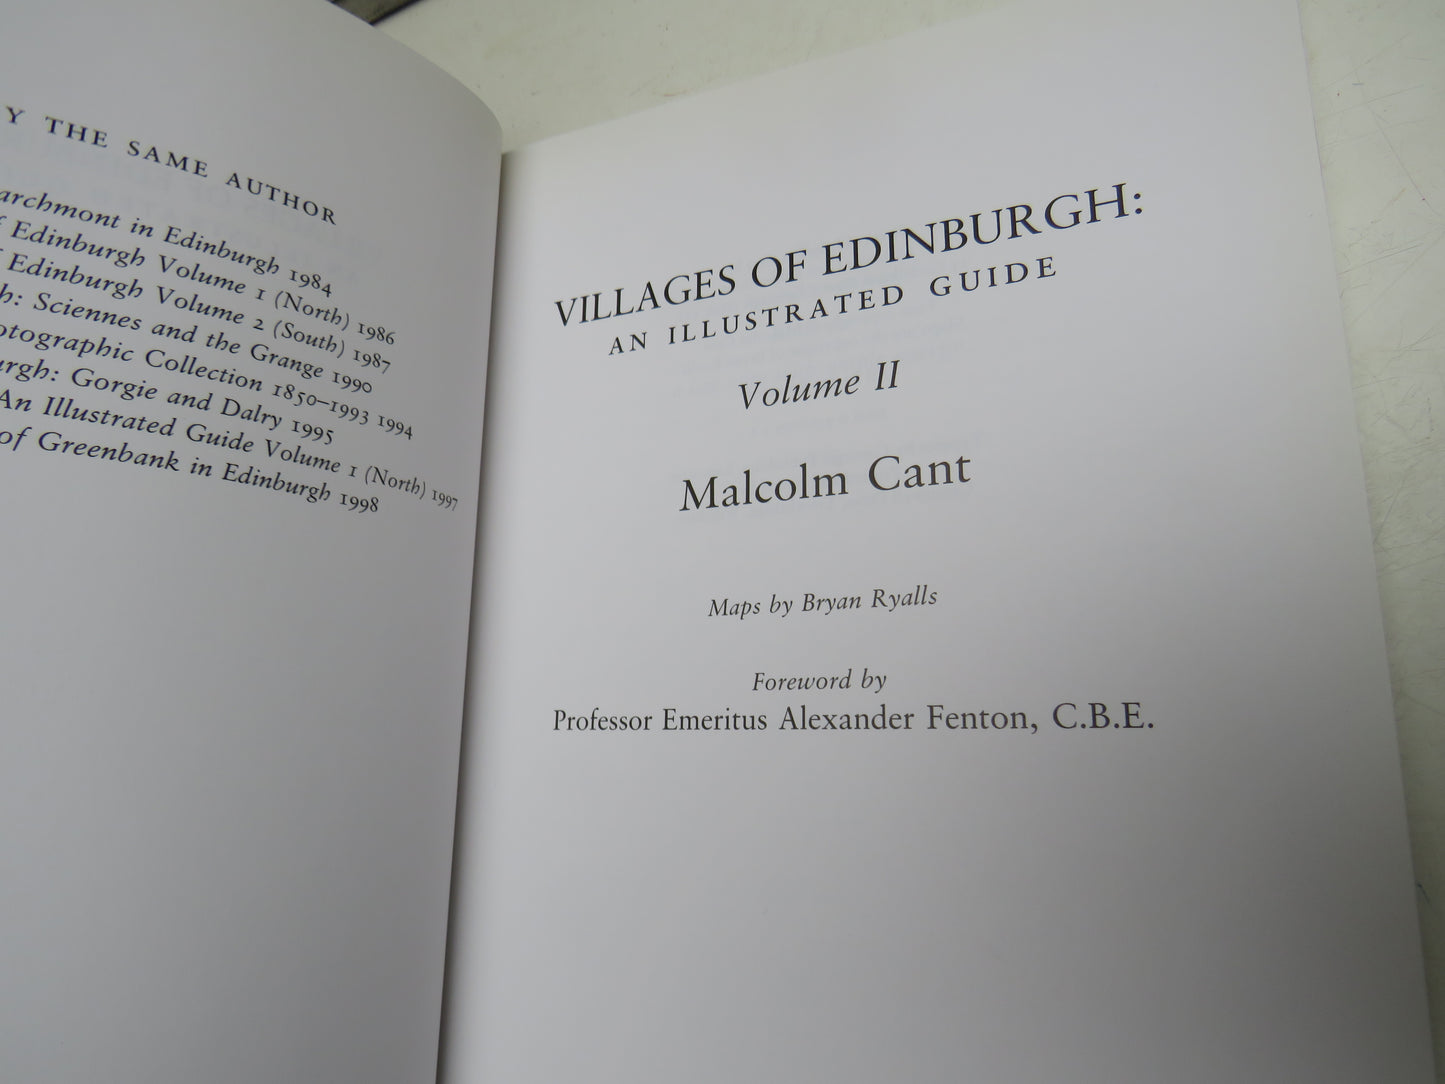 Y THE SAME AUTHOR
archmont in Edinburgh 1984
f Edinburgh Volume 1 (North) 1986
f Edinburgh Volume 2 (South) 1987
h: Sciennes and the Grange 1990
otographic Collection 1850–1993 1994
urgh: Gorgie and Dalry 1995
An Illustrated Guide Volume 1 (North) 1997
of Greenbank in Edinburgh 1998
VILLAGES OF EDINBURGH:
AN ILLUSTRATED GUIDE
Volume II
Malcolm Cant
Maps by Bryan Ryalls
Foreword by
Professor Emeritus Alexander Fenton, C.B.E.